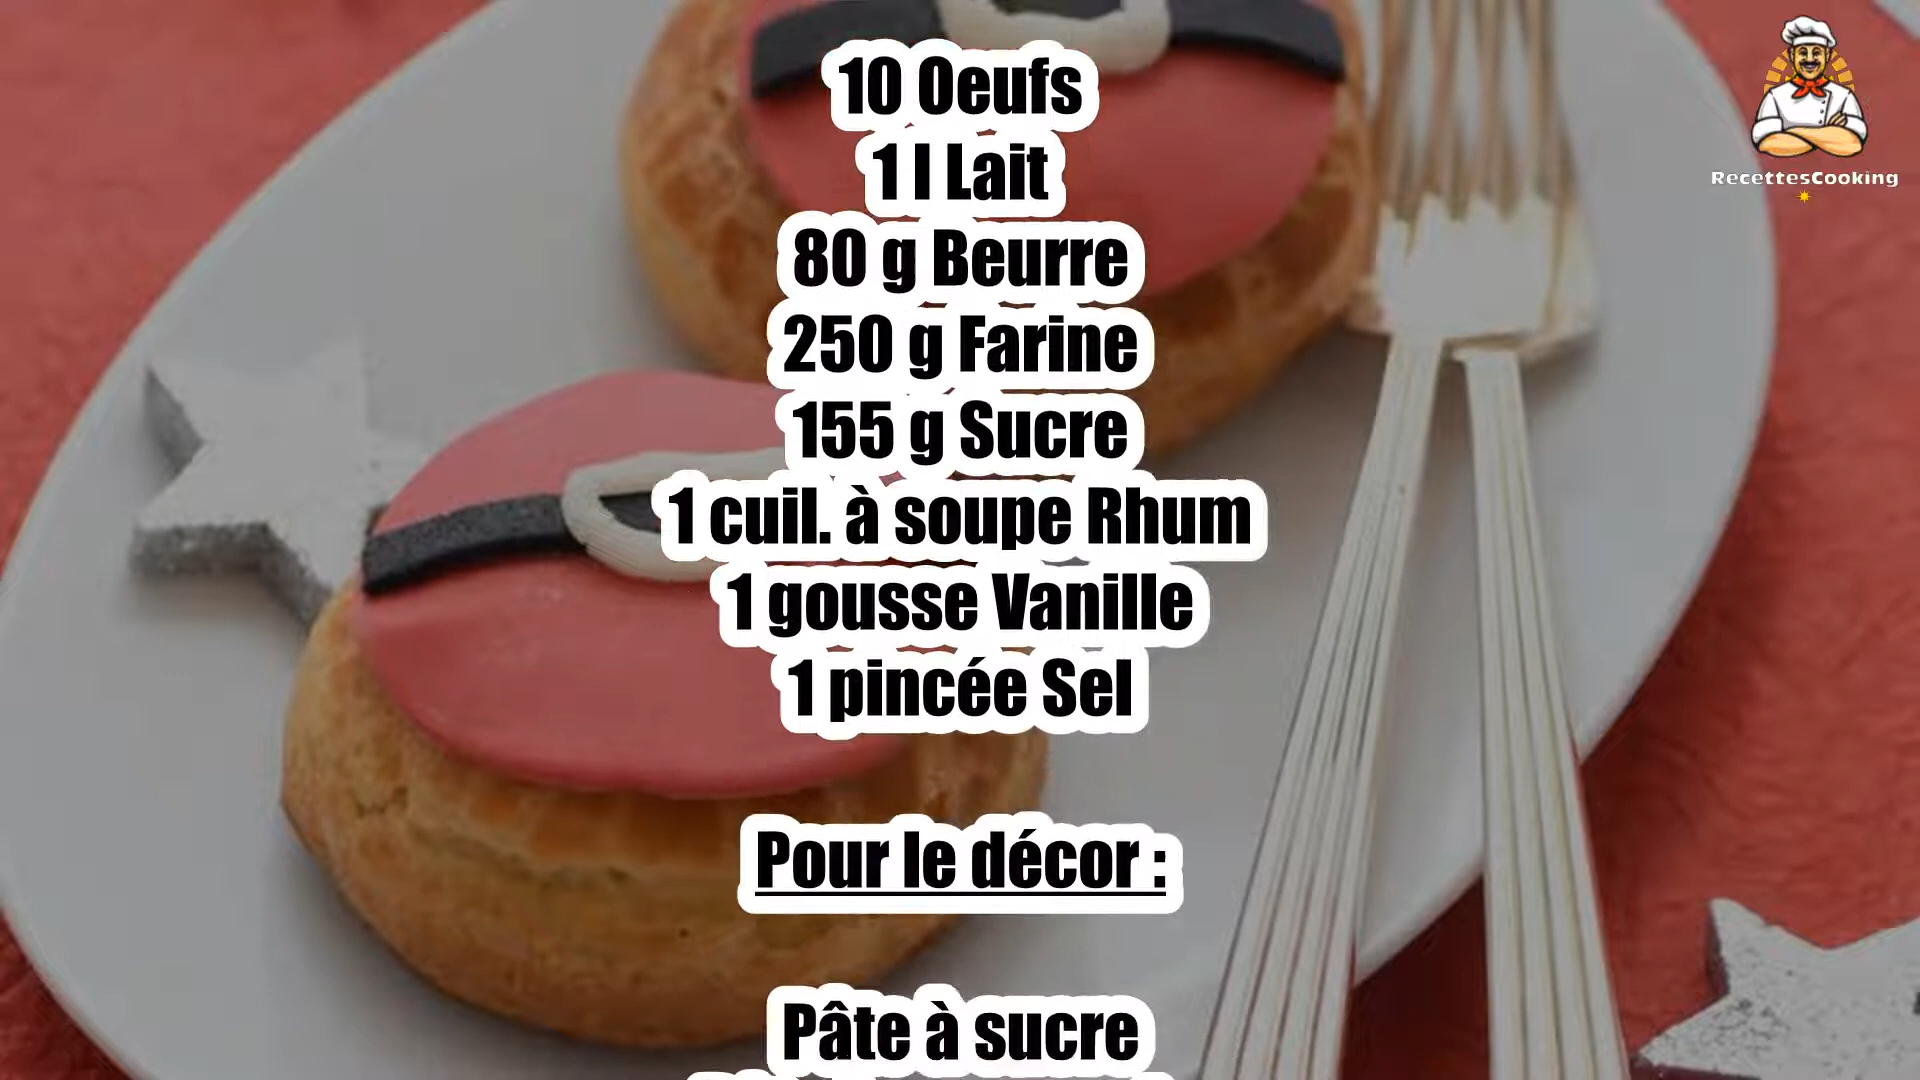 10 Oeufs
1 l Lait
80 g Beurre
250 g Farine
155 g Sucre
1 cuil. à soupe Rhum
1 gousse Vanille
1 pincée Sel
Pour le décor :
Pâte à sucre
RecettesCooking